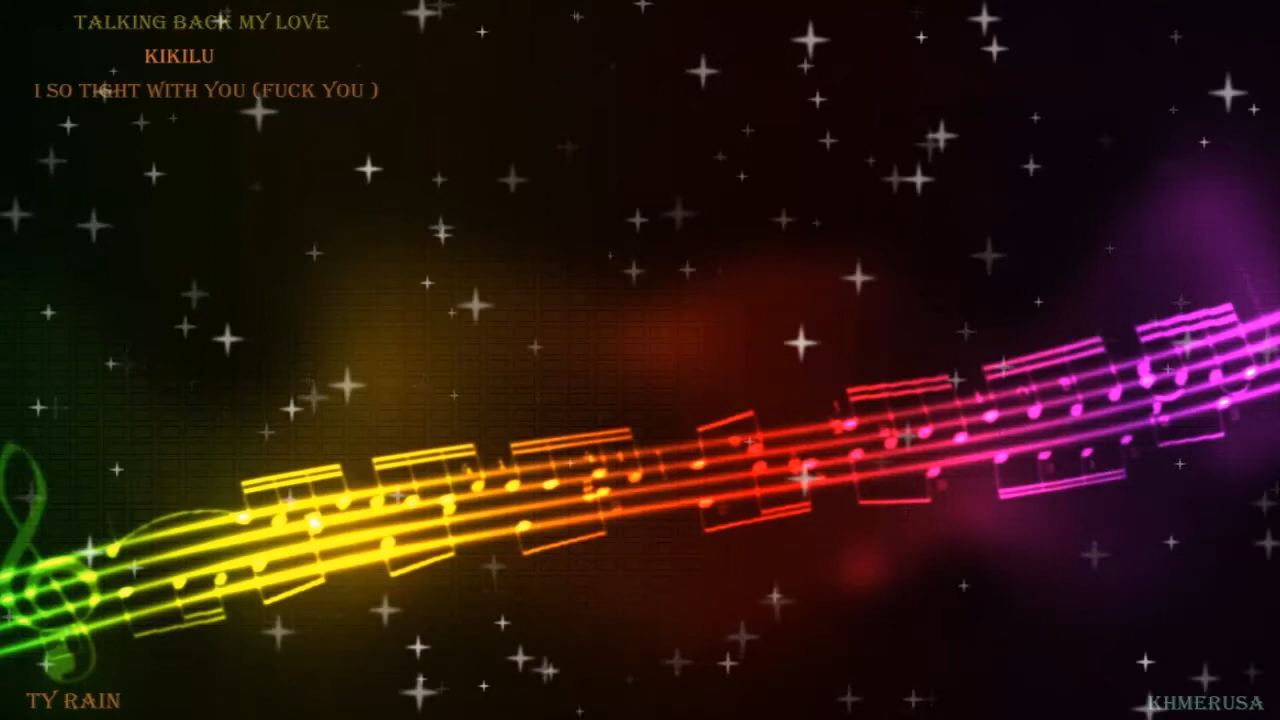 TALKING BACK MY LOVE
KIKILU
I SO TIGHT WITH YOU (FUCK YOU )
TY RAIN
KHMERUSA